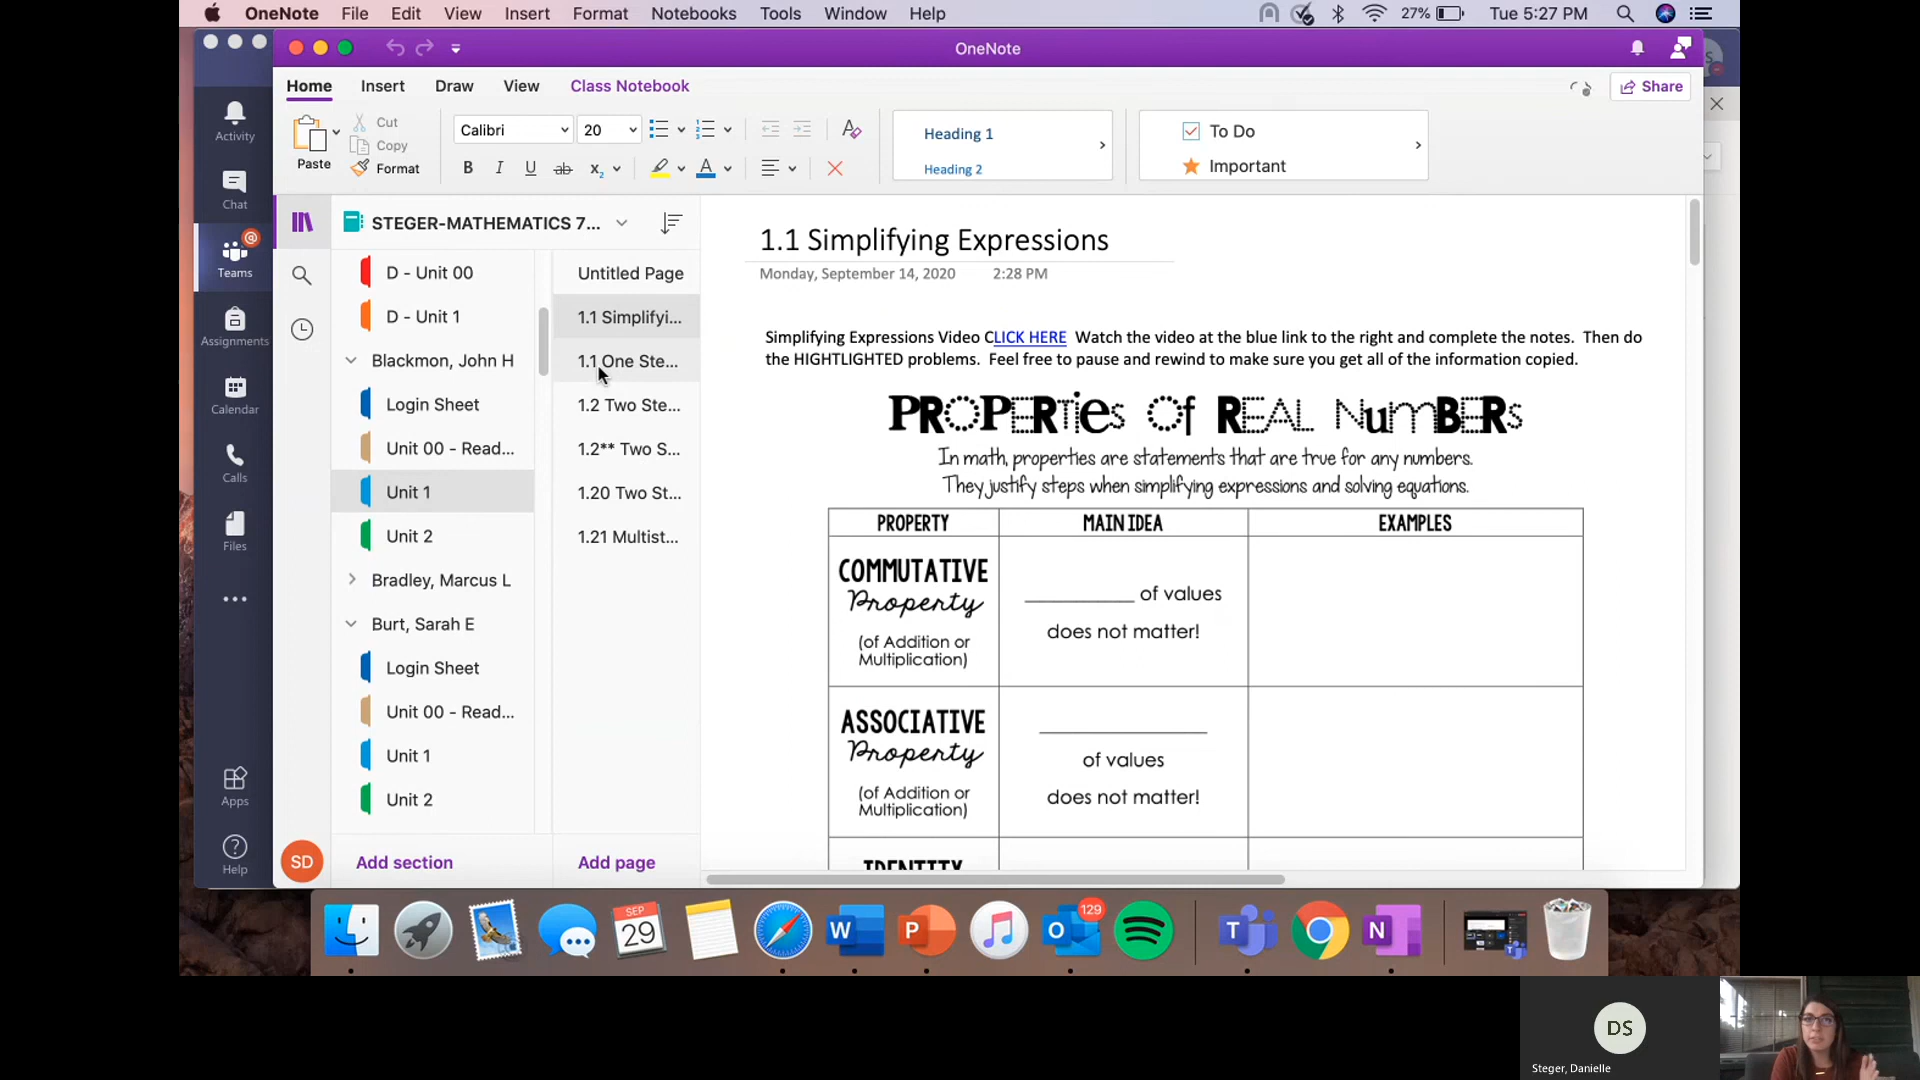 OneNote File Edit View Insert Format Notebooks Tools Window Help 27% Tue 5:27 PM
OneNote
Home Insert Draw View Class Notebook Share
Cut
Copy
Paste
Format
Calibri 20
B I U ab x2 A
Heading 1
Heading 2
To Do
Important
Activity
Chat
Teams
Assignments
Calendar
Calls
Files
Apps
Help
STEGER-MATHEMATICS 7...
D - Unit 00
D - Unit 1
Blackmon, John H
Login Sheet
Unit 00 - Read...
Unit 1
Unit 2
Bradley, Marcus L
Burt, Sarah E
Login Sheet
Unit 00 - Read...
Unit 1
Unit 2
SD
Add section
Untitled Page
1.1 Simplifyi...
1.1 One Ste...
1.2 Two Ste...
1.2** Two S...
1.20 Two St...
1.21 Multist...
Add page
1.1 Simplifying Expressions
Monday, September 14, 2020 2:28 PM
Simplifying Expressions Video CLICK HERE Watch the video at the blue link to the right and complete the notes. Then do
the HIGHTLIGHTED problems. Feel free to pause and rewind to make sure you get all of the information copied.
PROPERTies Of REAL NumBERs
In math, properties are statements that are true for any numbers.
They justify steps when simplifying expressions and solving equations.
PROPERTY MAIN IDEA EXAMPLES
COMMUTATIVE
Property
(of Addition or
Multiplication)
__________ of values
does not matter!
ASSOCIATIVE
Property
(of Addition or
Multiplication)
_______________
of values
does not matter!
IDENTITY
SEP
29
W
P
O
129
T
N
DS
Steger, Danielle